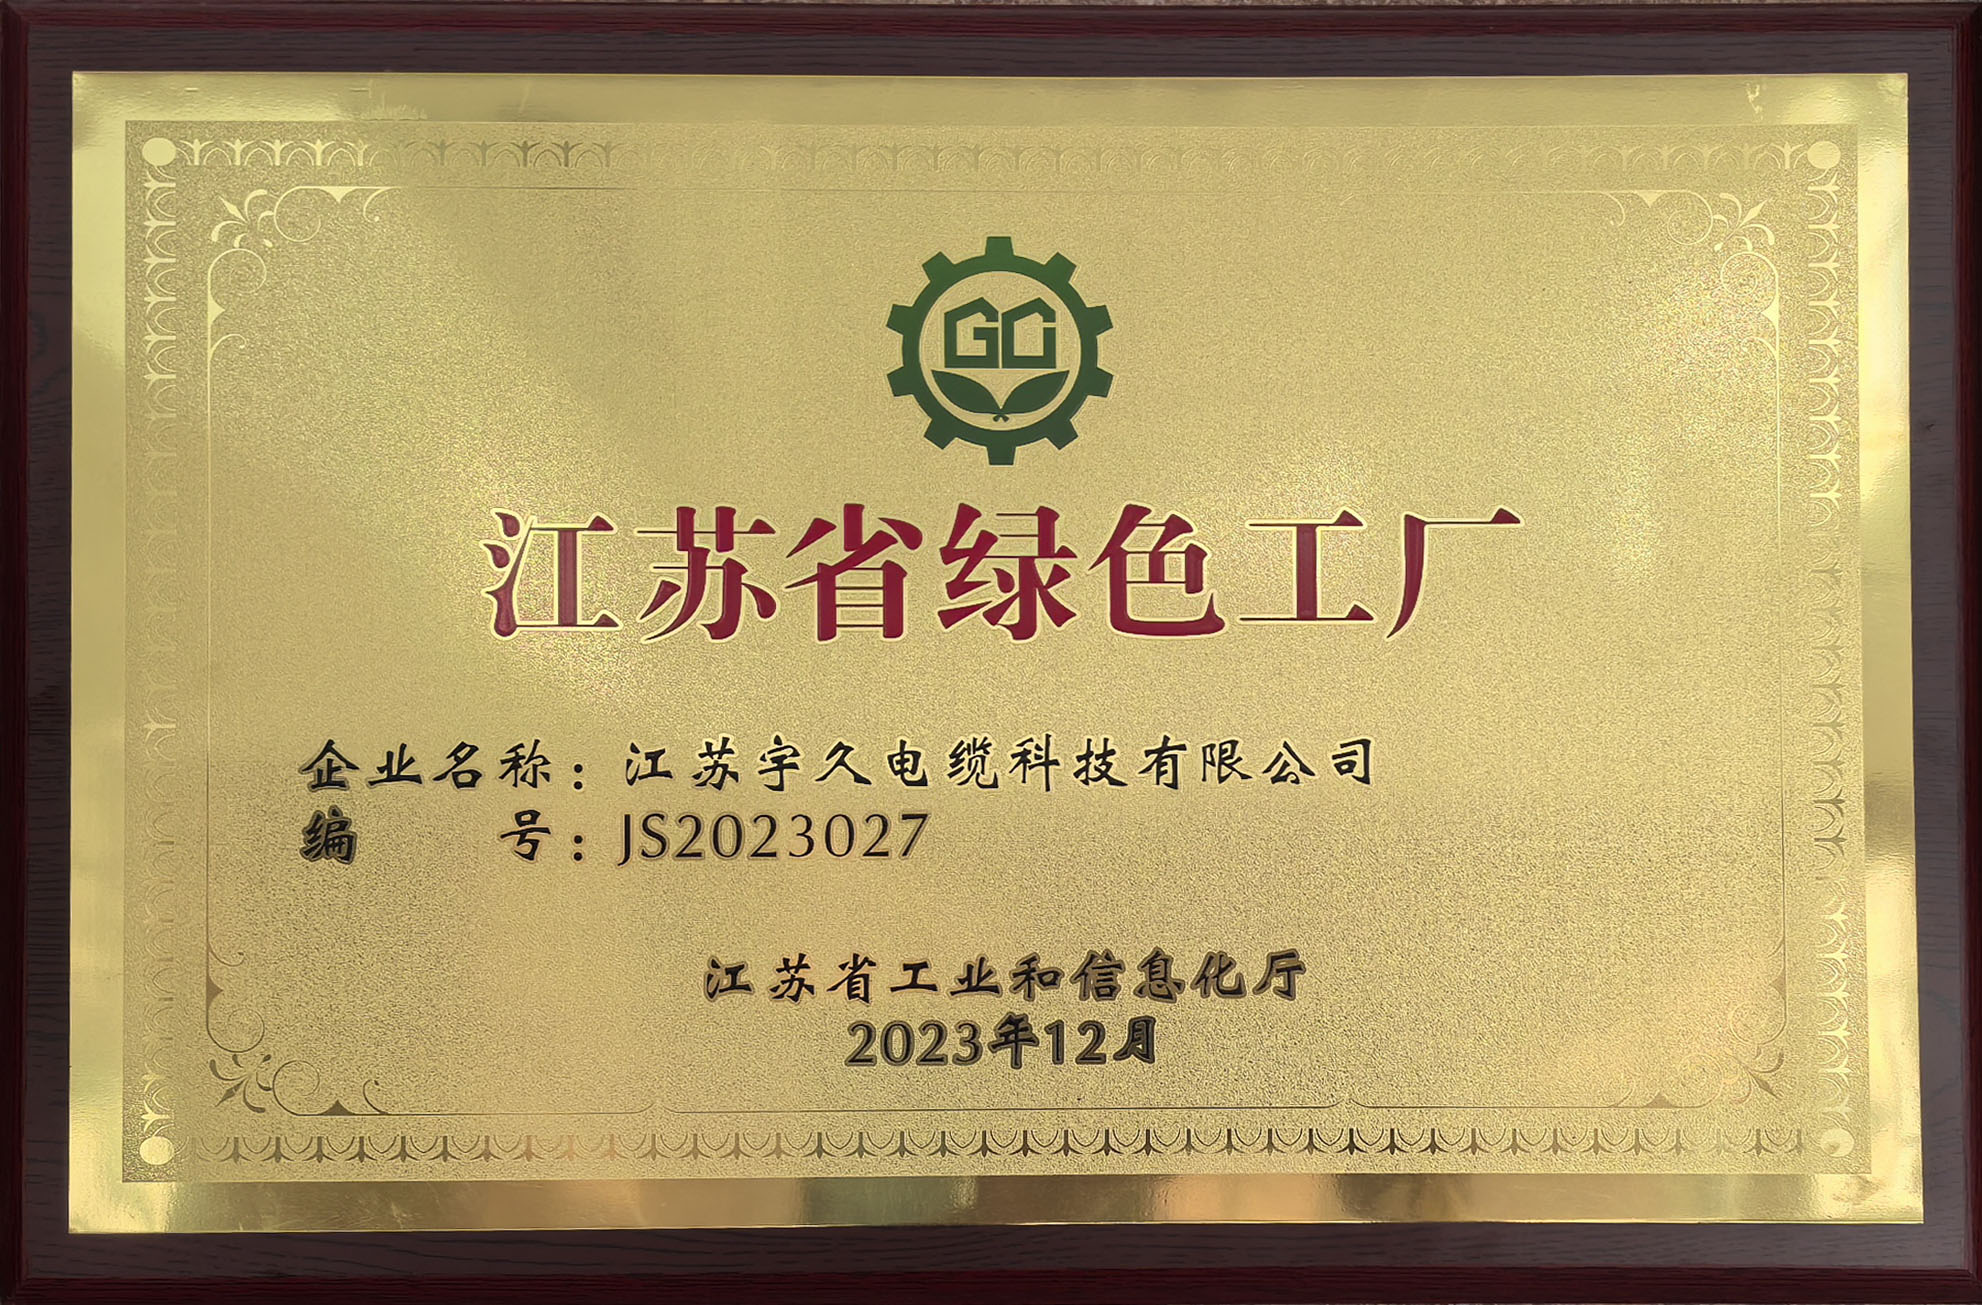 GC
江苏省绿色工厂
企业名称：江苏宇久电缆科技有限公司
编 号：JS2023027
江苏省工业和信息化厅
2023年12月